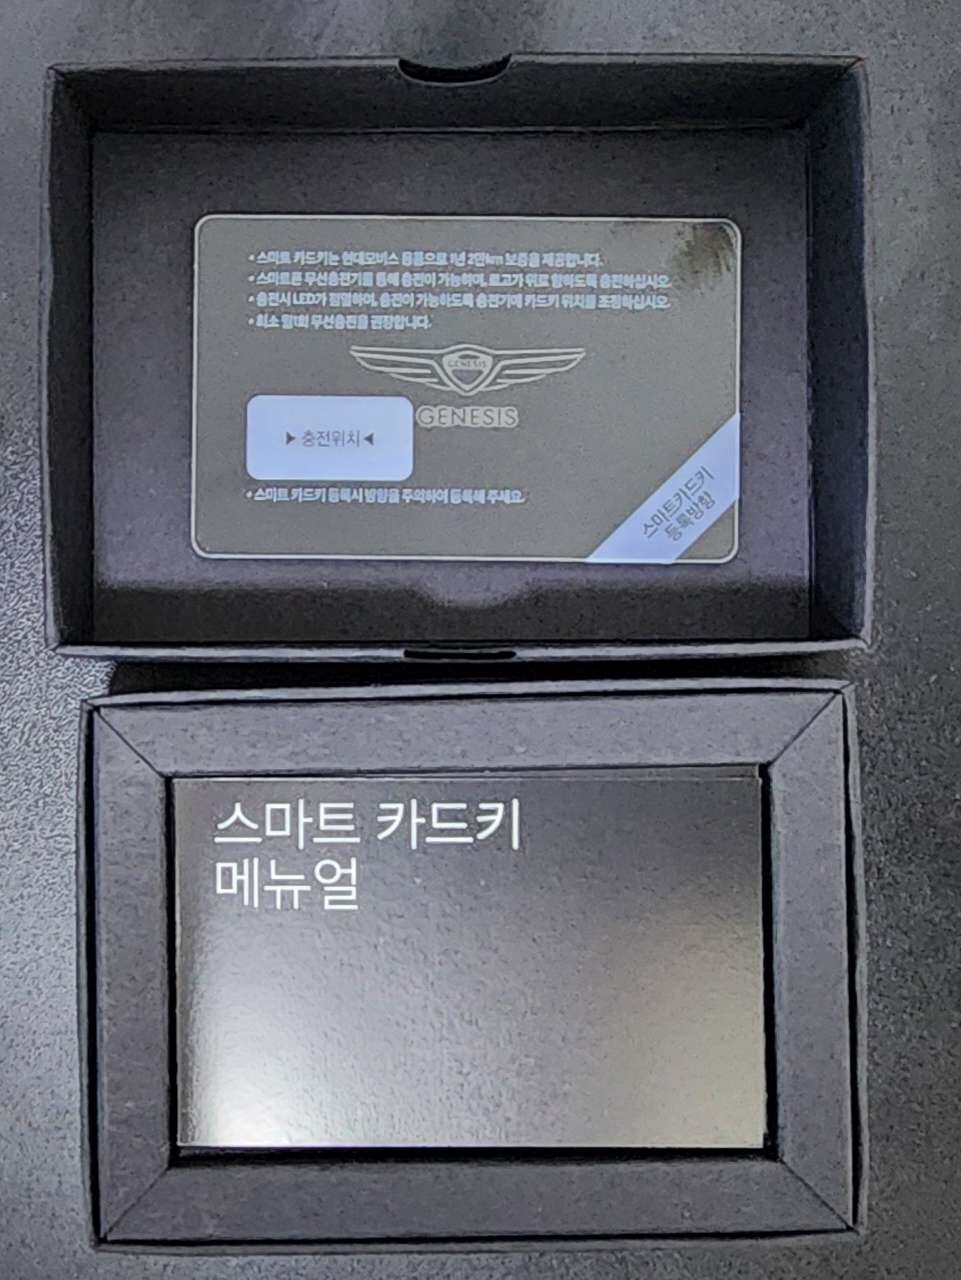 • 스마트 카드키는 현대모비스 용품으로 1년 2만km 보증을 제공합니다.
• 스마트폰 무선충전기를 통해 충전이 가능하며, 로고가 위로 향하도록 충전하십시오.
• 충전시 LED가 점멸하며, 충전이 가능하도록 충전기에 카드키 위치를 조정하십시오.
• 최소 월1회 무선충전을 권장합니다.
GENESIS
GENESIS
▶ 충전위치 ◀
• 스마트 카드키 등록시 방향을 주의하여 등록해 주세요.
스마트카드키
등록방향
스마트 카드키
메뉴얼